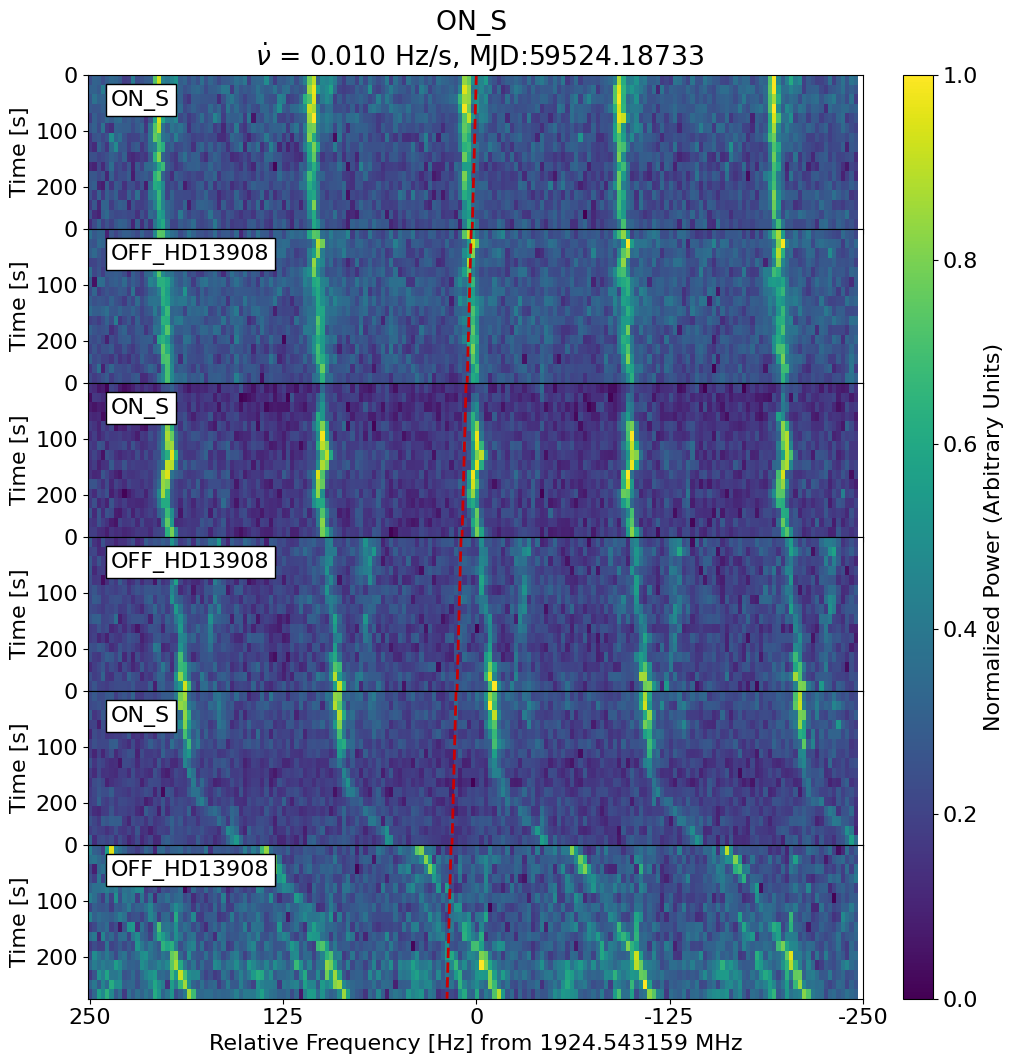 ON_S
ν̇ = 0.010 Hz/s, MJD:59524.18733
0
ON_S
100
200
Time [s]
0
OFF_HD13908
100
200
Time [s]
0
ON_S
100
200
Time [s]
0
OFF_HD13908
100
200
Time [s]
0
ON_S
100
200
Time [s]
0
OFF_HD13908
100
200
Time [s]
250 125 0 -125 -250
Relative Frequency [Hz] from 1924.543159 MHz
1.0
0.8
0.6
0.4
0.2
0.0
Normalized Power (Arbitrary Units)